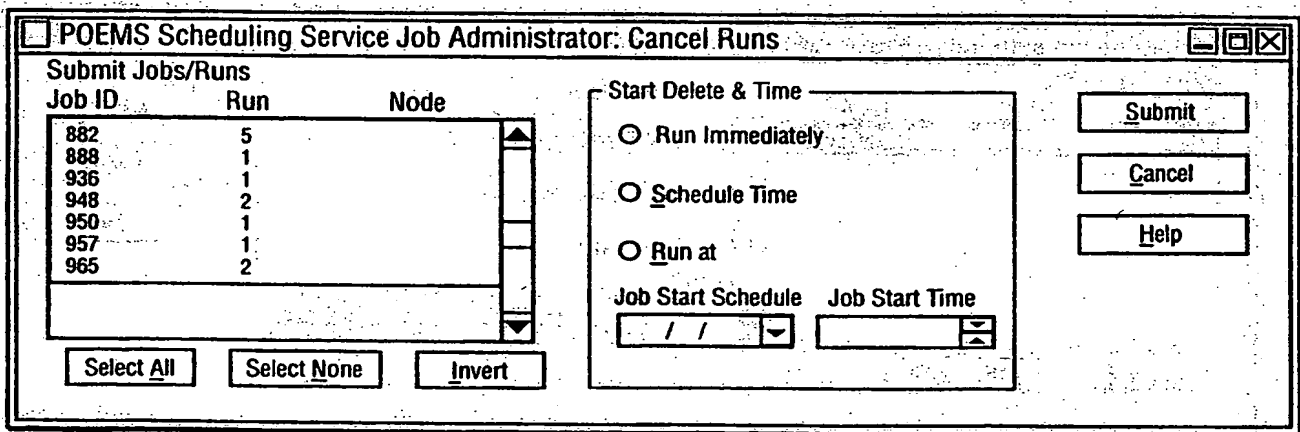 POEMS Scheduling Service Job Administrator: Cancel Runs
Submit Jobs/Runs
Job ID Run Node
882 5
888 1
936 1
948 2
950 1
957 1
965 2
Select All Select None Invert
Start Delete & Time
Run Immediately
Schedule Time
Run at
Job Start Schedule Job Start Time
/ /
Submit
Cancel
Help